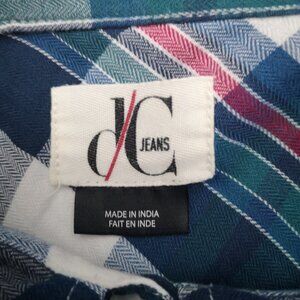 d/C
JEANS
MADE IN INDIA
FAIT EN INDE